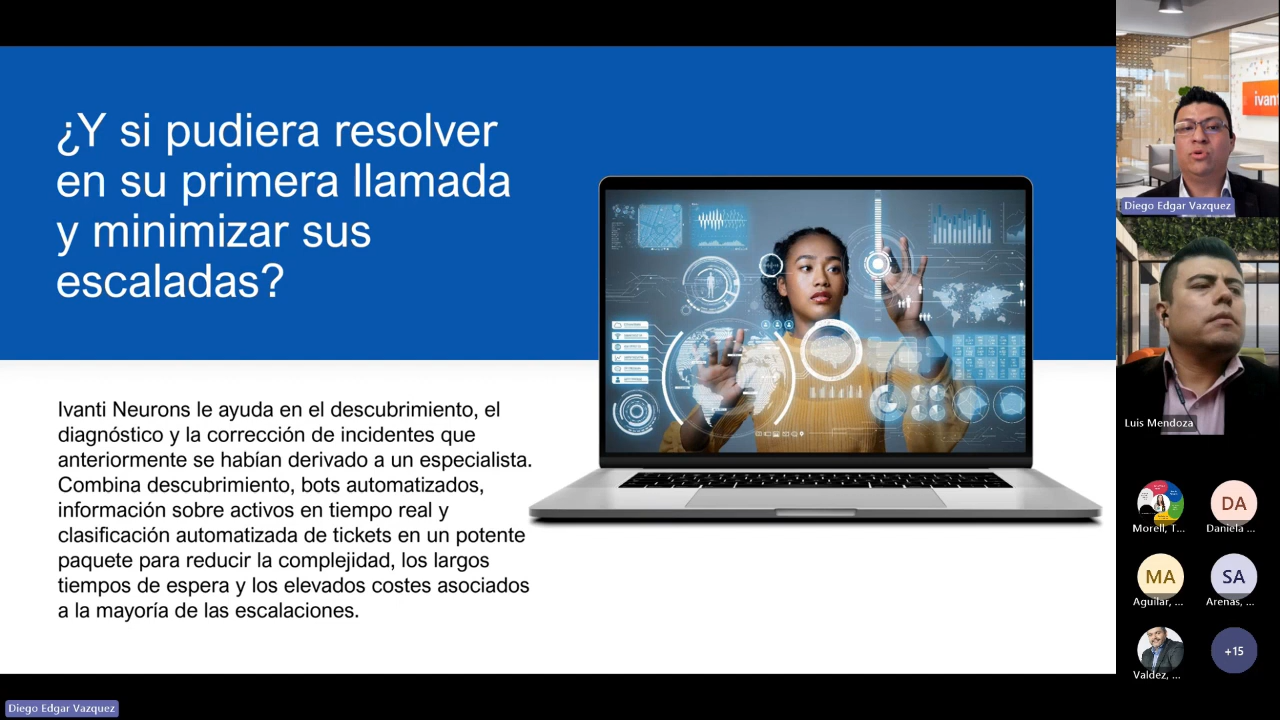 ¿Y si pudiera resolver
en su primera llamada
y minimizar sus
escaladas?
Ivanti Neurons le ayuda en el descubrimiento, el
diagnóstico y la corrección de incidentes que
anteriormente se habían derivado a un especialista.
Combina descubrimiento, bots automatizados,
información sobre activos en tiempo real y
clasificación automatizada de tickets en un potente
paquete para reducir la complejidad, los largos
tiempos de espera y los elevados costes asociados
a la mayoría de las escalaciones.
Diego Edgar Vazquez
Luis Mendoza
Morell, T...
DA
Daniela ...
MA
Aguilar, ...
SA
Arenas, ...
Valdez, ...
+15
Diego Edgar Vazquez